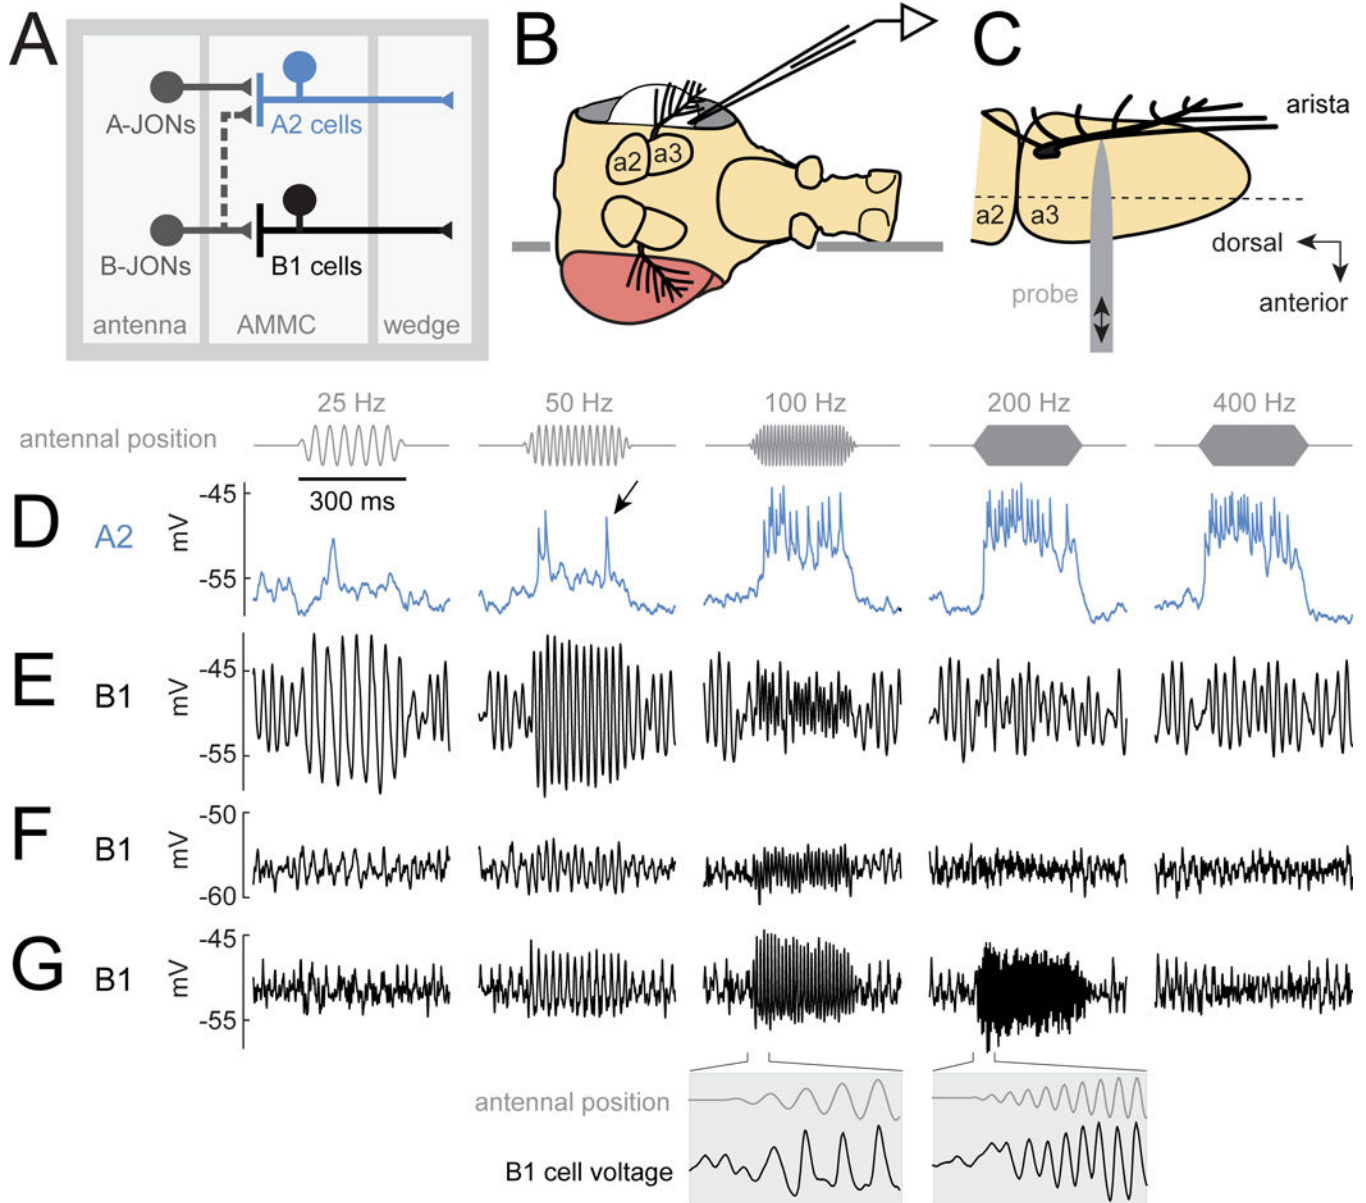 A
A-JONs
A2 cells
B-JONs
B1 cells
antenna
AMMC
wedge
B
a2
a3
C
arista
a2
a3
dorsal
anterior
probe
25 Hz
50 Hz
100 Hz
200 Hz
400 Hz
antennal position
300 ms
D
A2
mV
-45
-55
E
B1
mV
-45
-55
F
B1
mV
-50
-60
G
B1
mV
-45
-55
antennal position
B1 cell voltage